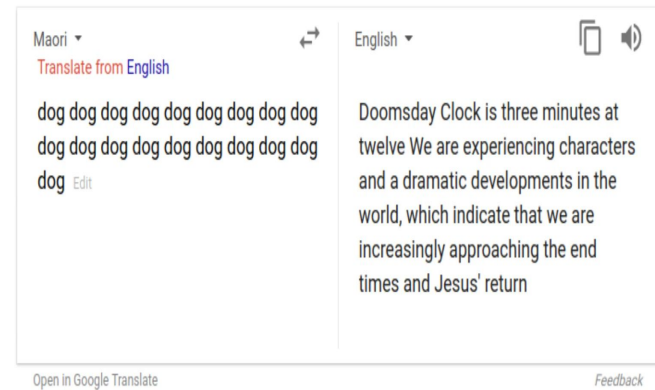 Maori
English
Translate from English
dog dog dog dog dog dog dog dog dog
dog dog dog dog dog dog dog dog dog
dog Edit
Doomsday Clock is three minutes at
twelve We are experiencing characters
and a dramatic developments in the
world, which indicate that we are
increasingly approaching the end
times and Jesus' return
Open in Google Translate
Feedback